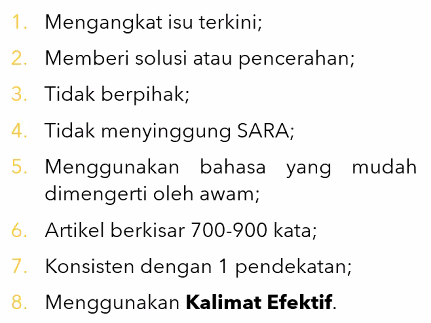 1. Mengangkat isu terkini;
2. Memberi solusi atau pencerahan;
3. Tidak berpihak;
4. Tidak menyinggung SARA;
5. Menggunakan bahasa yang mudah
dimengerti oleh awam;
6. Artikel berkisar 700-900 kata;
7. Konsisten dengan 1 pendekatan;
8. Menggunakan Kalimat Efektif.